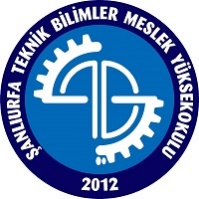 ŞANLIURFA TEKNİK BİLİMLER MESLEK YÜKSEKOKULU
2012